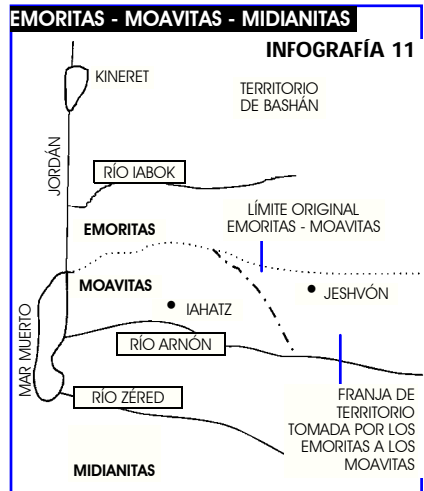 EMORITAS - MOAVITAS - MIDIANITAS
INFOGRAFÍA 11
KINERET
TERRITORIO
DE BASHÁN
JORDÁN
RÍO IABOK
LÍMITE ORIGINAL
EMORITAS - MOAVITAS
EMORITAS
MOAVITAS
JESHVÓN
IAHATZ
MAR MUERTO
RÍO ARNÓN
RÍO ZÉRED
FRANJA DE
TERRITORIO
TOMADA POR LOS
EMORITAS A LOS
MOAVITAS
MIDIANITAS